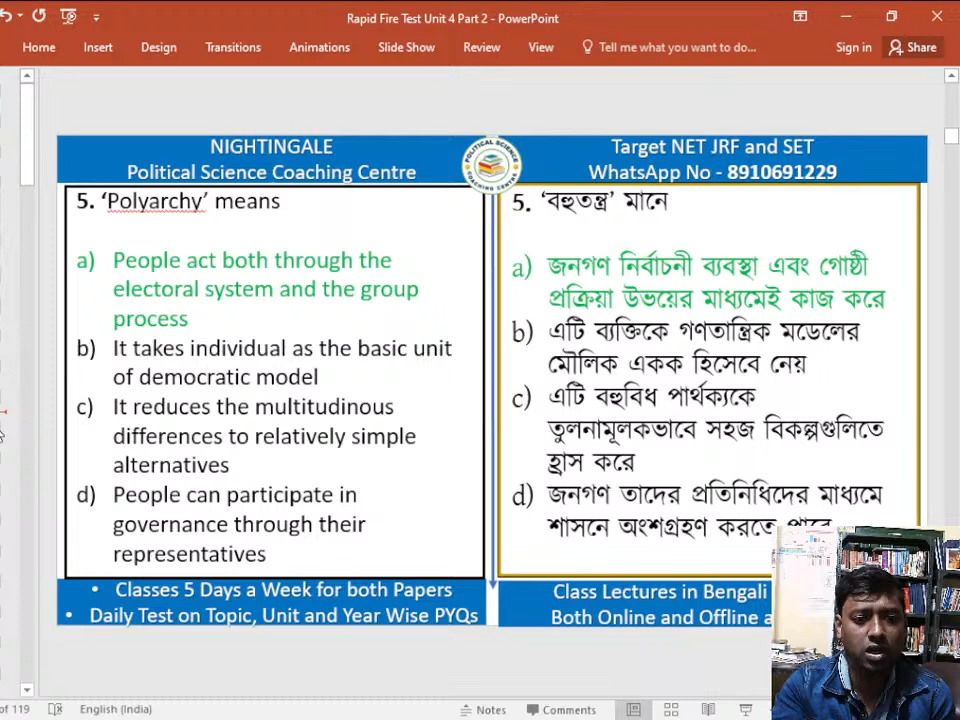 Rapid Fire Test Unit 4 Part 2 - PowerPoint
Home Insert Design Transitions Animations Slide Show Review View Tell me what you want to do... Sign in Share
NIGHTINGALE
Political Science Coaching Centre
POLITICAL SCIENCE
COACHING CENTRE
Target NET JRF and SET
WhatsApp No - 8910691229
5. ‘Polyarchy’ means
a) People act both through the
electoral system and the group
process
b) It takes individual as the basic unit
of democratic model
c) It reduces the multitudinous
differences to relatively simple
alternatives
d) People can participate in
governance through their
representatives
5. ‘বহুতন্ত্র’ মানে
a) জনগণ নির্বাচনী ব্যবস্থা এবং গোষ্ঠী
প্রক্রিয়া উভয়ের মাধ্যমেই কাজ করে
b) এটি ব্যক্তিকে গণতান্ত্রিক মডেলের
মৌলিক একক হিসেবে নেয়
c) এটি বহুবিধ পার্থক্যকে
তুলনামূলকভাবে সহজ বিকল্পগুলিতে
হ্রাস করে
d) জনগণ তাদের প্রতিনিধিদের মাধ্যমে
শাসনে অংশগ্রহণ করতে পারে
• Classes 5 Days a Week for both Papers
• Daily Test on Topic, Unit and Year Wise PYQs
Class Lectures in Bengali
Both Online and Offline a
of 119 English (India) Notes Comments